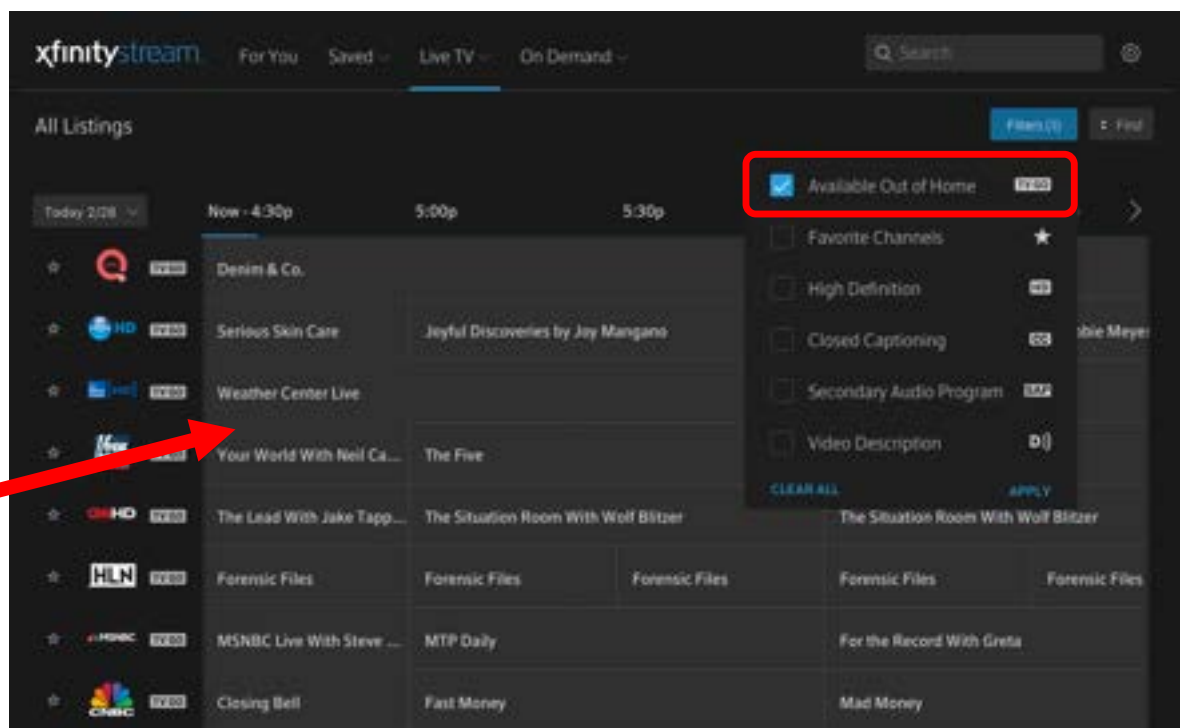 xfinity stream For You Saved Live TV On Demand Search
All Listings Filters (1) Find
Available Out of Home TV GO
Today 2/28 Now - 4:30p 5:00p 5:30p
Favorite Channels
TV GO Denim & Co.
High Definition HD
HD TV GO Serious Skin Care Joyful Discoveries by Joy Mangano Meyer
Closed Captioning CC
TV GO Weather Center Live
Secondary Audio Program SAP
Your World With Neil Ca... The Five
Video Description D))
CLEAR ALL APPLY
CNN HD TV GO The Lead With Jake Tapp... The Situation Room With Wolf Blitzer The Situation Room With Wolf Blitzer
HLN TV GO Forensic Files Forensic Files Forensic Files Forensic Files Forensic Files
MSNBC TV GO MSNBC Live With Steve ... MTP Daily For the Record With Greta
CNBC TV GO Closing Bell Fast Money Mad Money